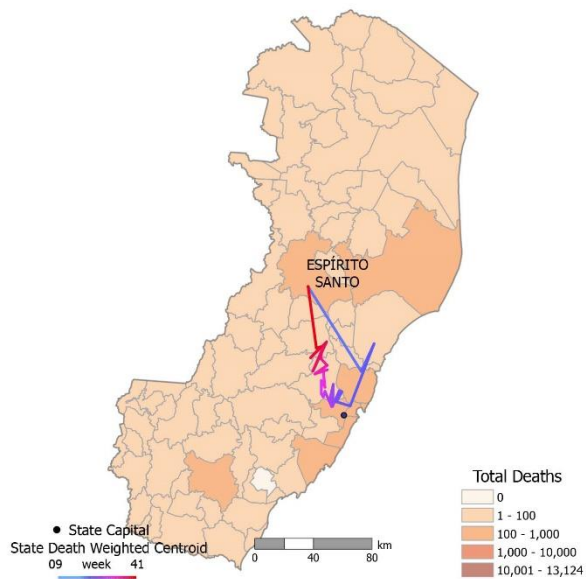 ESPÍRITO
SANTO
Total Deaths
0
1 - 100
100 - 1,000
1,000 - 10,000
10,001 - 13,124
State Capital
State Death Weighted Centroid
09 week 41
0 20 40 80
km